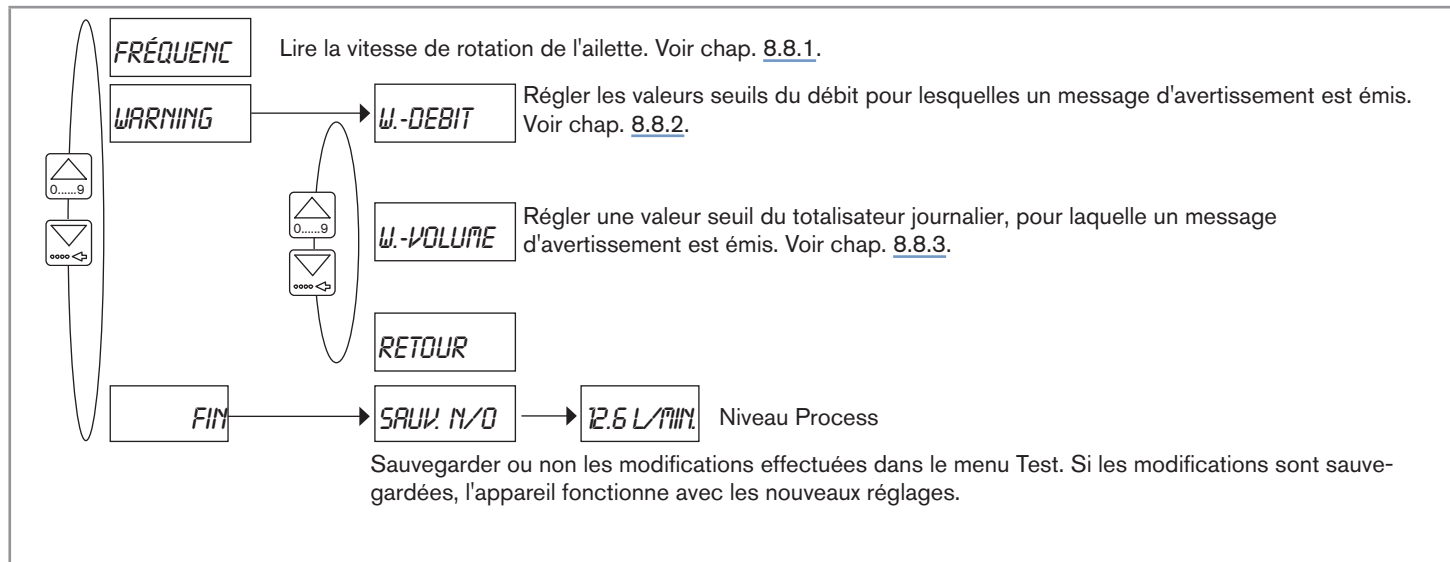 FRÉQUENC Lire la vitesse de rotation de l'ailette. Voir chap. 8.8.1.
WARNING W.-DEBIT Régler les valeurs seuils du débit pour lesquelles un message d'avertissement est émis.
Voir chap. 8.8.2.
0......9
0......9
W.-VOLUME Régler une valeur seuil du totalisateur journalier, pour laquelle un message
d'avertissement est émis. Voir chap. 8.8.3.
RETOUR
FIN SAUV. N/O 12.6 L/MIN. Niveau Process
Sauvegarder ou non les modifications effectuées dans le menu Test. Si les modifications sont sauve-
gardées, l'appareil fonctionne avec les nouveaux réglages.